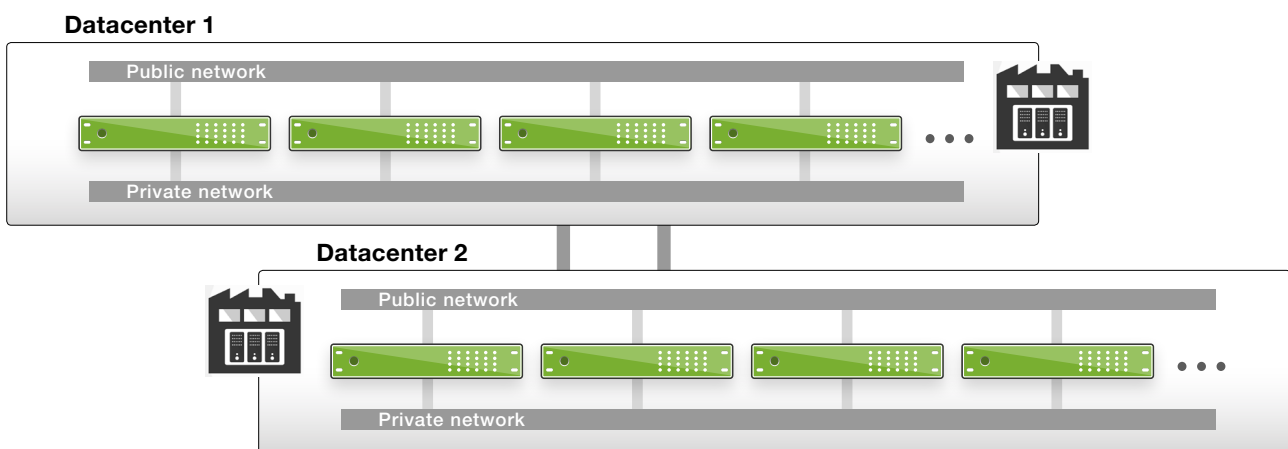 Datacenter 1
Public network
Private network
Datacenter 2
Public network
Private network